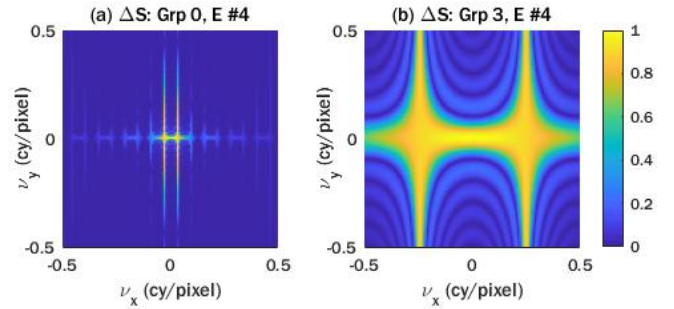 (a) ΔS: Grp 0, E #4
(b) ΔS: Grp 3, E #4
0.5
0
-0.5
ν_y (cy/pixel)
-0.5 0 0.5
ν_x (cy/pixel)
0.5
0
-0.5
ν_y (cy/pixel)
-0.5 0 0.5
ν_x (cy/pixel)
1
0.8
0.6
0.4
0.2
0